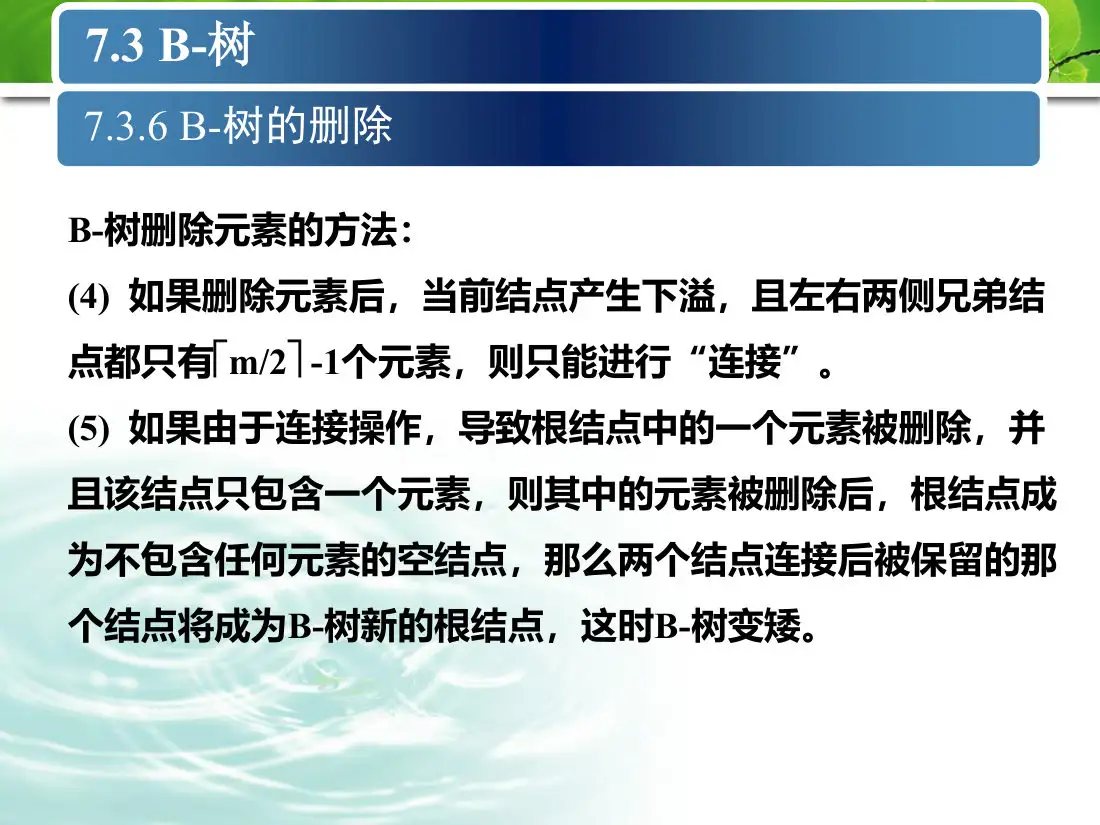 7.3 B-树
7.3.6 B-树的删除
B-树删除元素的方法：
(4) 如果删除元素后，当前结点产生下溢，且左右两侧兄弟结
点都只有⌈m/2⌉-1个元素，则只能进行“连接”。
(5) 如果由于连接操作，导致根结点中的一个元素被删除，并
且该结点只包含一个元素，则其中的元素被删除后，根结点成
为不包含任何元素的空结点，那么两个结点连接后被保留的那
个结点将成为B-树新的根结点，这时B-树变矮。